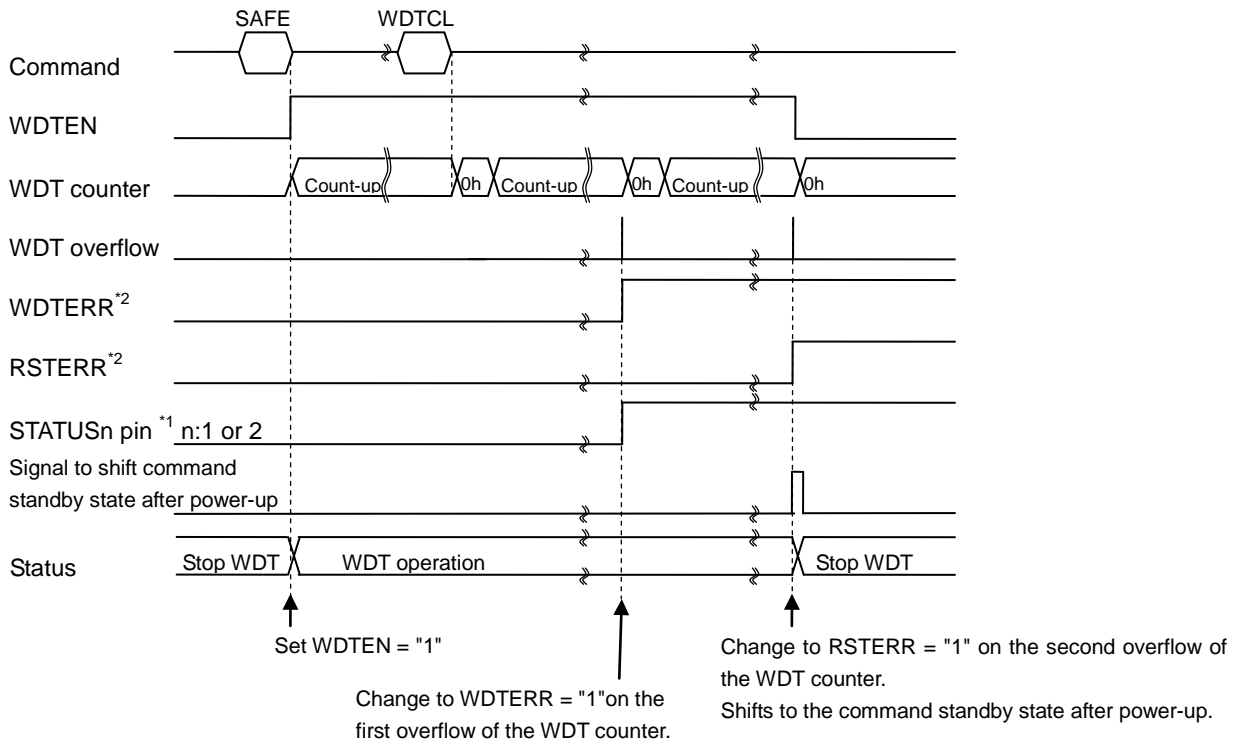 SAFE WDTCL
Command
WDTEN
WDT counter Count-up 0h Count-up 0h Count-up 0h
WDT overflow
WDTERR*2
RSTERR*2
STATUSn pin *1 n:1 or 2
Signal to shift command
standby state after power-up
Status Stop WDT WDT operation Stop WDT
Set WDTEN = "1"
Change to WDTERR = "1"on the
first overflow of the WDT counter.
Change to RSTERR = "1" on the second overflow of
the WDT counter.
Shifts to the command standby state after power-up.